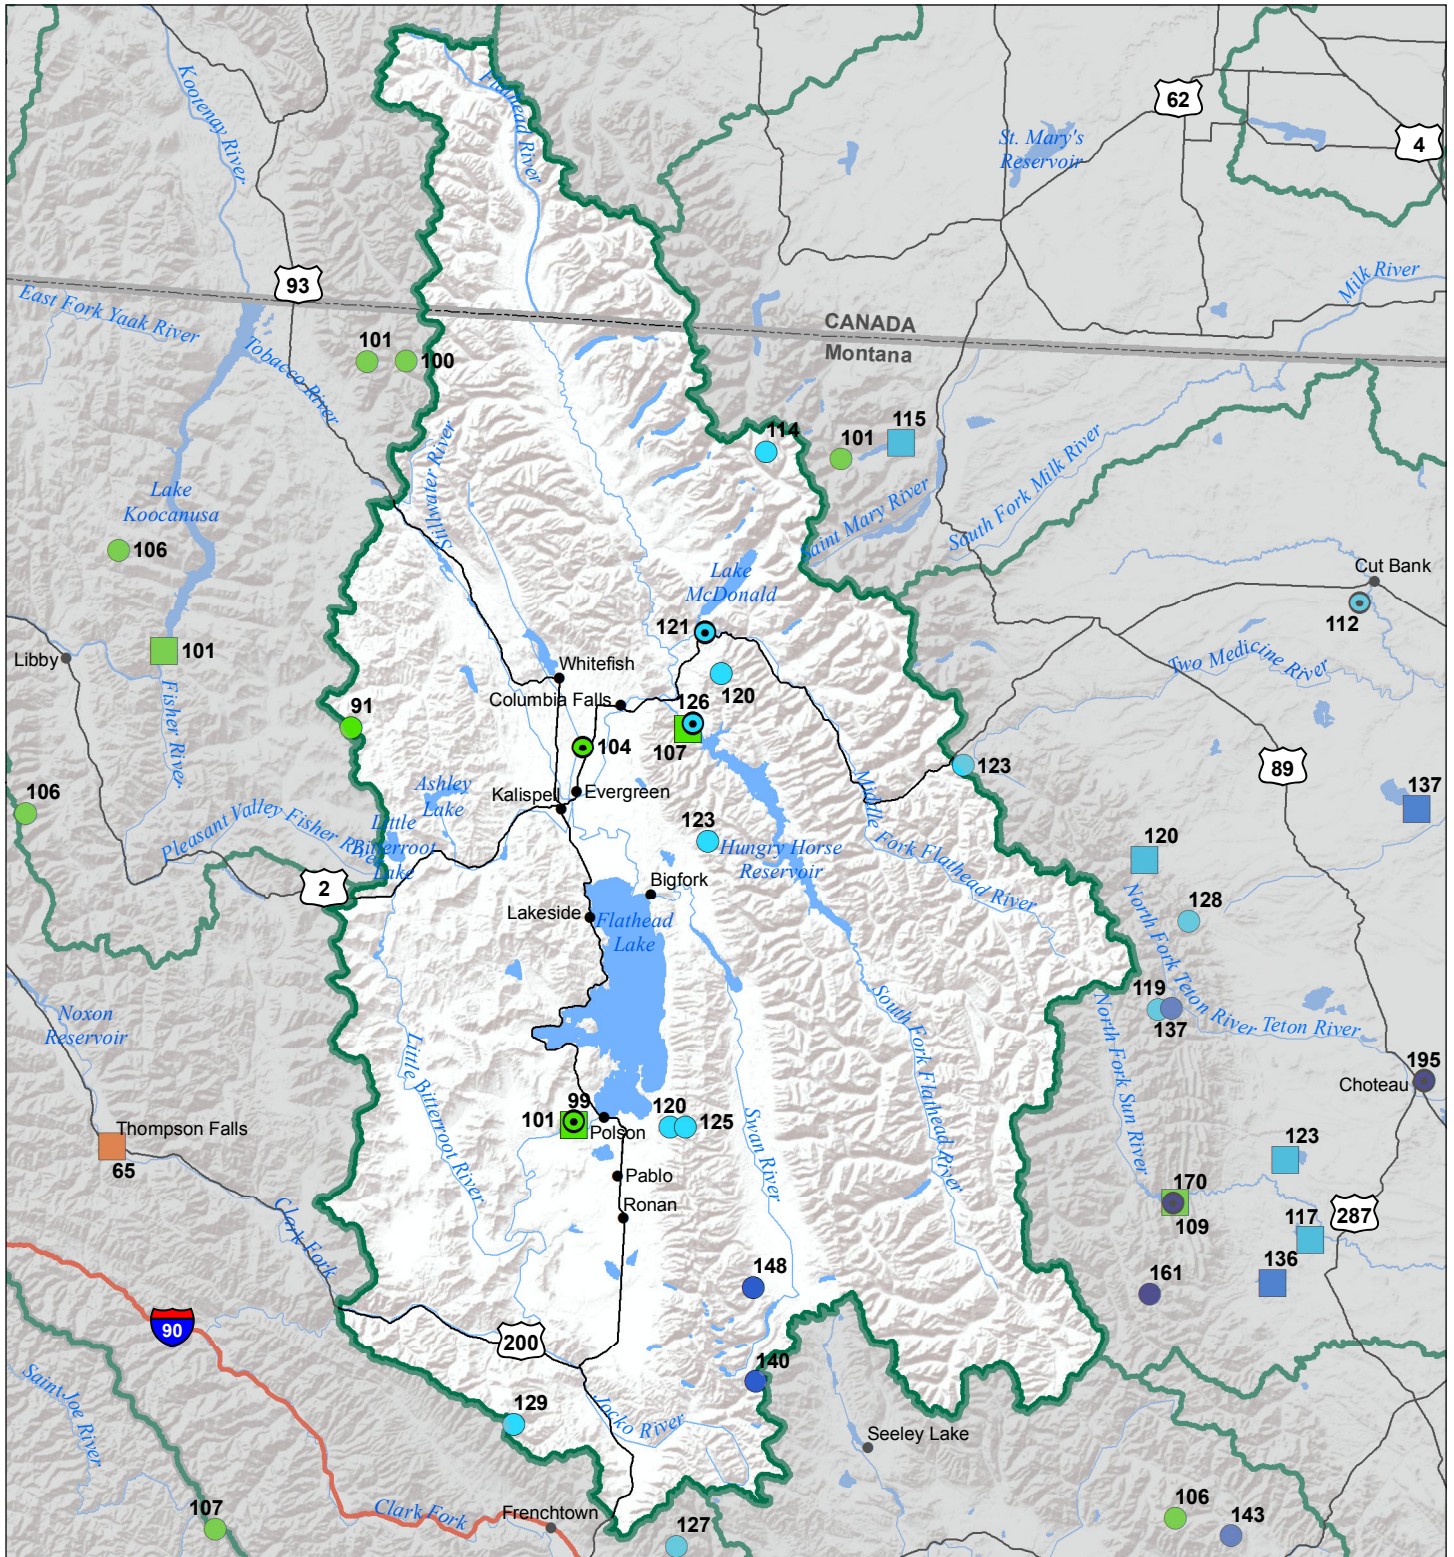 62
4
Kootenay River
Flathead River
St. Mary's
Reservoir
93
Milk River
East Fork Yaak River
CANADA
Montana
Tobacco River
101
100
114
101
115
Stillwater River
Saint Mary River
South Fork Milk River
Lake
Koocanusa
106
Lake
McDonald
Cut Bank
112
121
Libby
101
Whitefish
120
Two Medicine River
Columbia Falls
126
107
Fisher River
91
104
123
89
137
106
Ashley
Lake
Kalispell
Evergreen
Middle Fork Flathead River
Pleasant Valley Fisher River
Little
Bitterroot
Lake
123
Hungry Horse
Reservoir
120
2
Bigfork
128
Lakeside
Flathead
Lake
North Fork Teton River
Teton River
119
137
Noxon
Reservoir
South Fork Flathead River
North Fork Sun River
Little Bitterroot River
195
Choteau
99
101
Polson
120
125
Swan River
Thompson Falls
65
123
Pablo
170
109
Ronan
117
287
Clark Fork
148
161
136
90
200
140
Saint Joe River
129
Jocko River
Seeley Lake
107
Clark Fork
Frenchtown
127
106
143